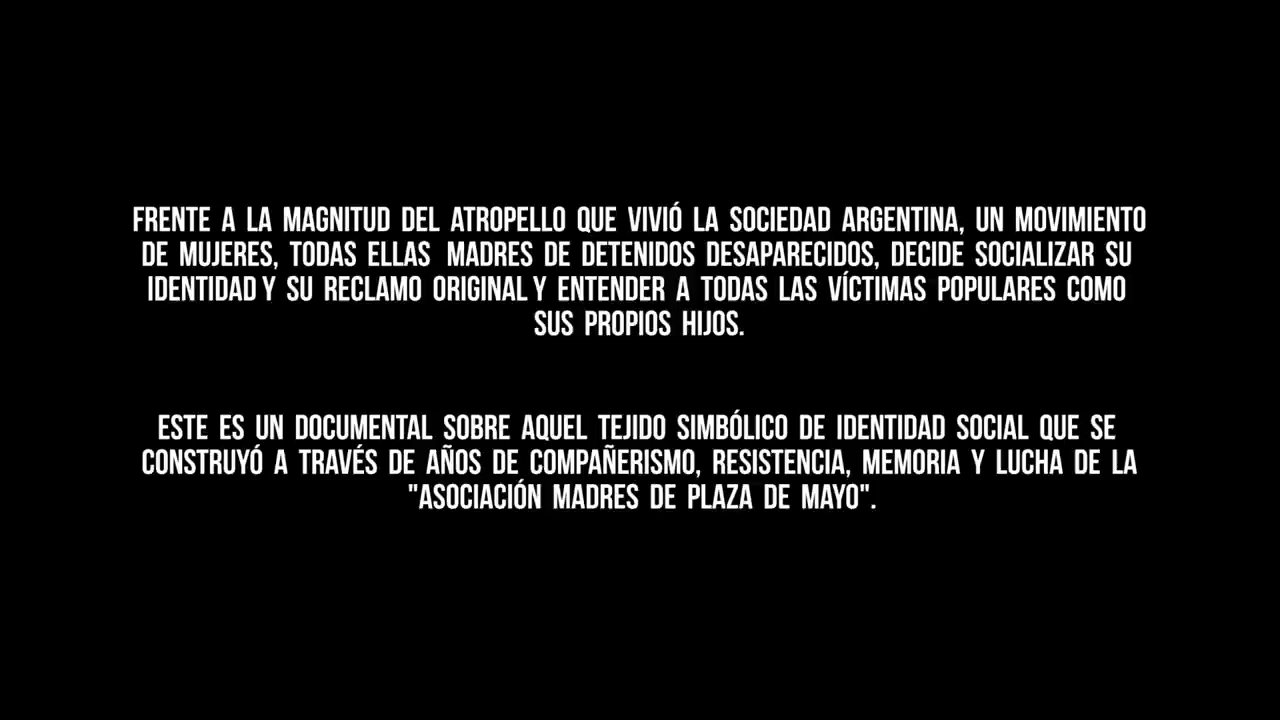 FRENTE A LA MAGNITUD DEL ATROPELLO QUE VIVIÓ LA SOCIEDAD ARGENTINA, UN MOVIMIENTO
DE MUJERES, TODAS ELLAS MADRES DE DETENIDOS DESAPARECIDOS, DECIDE SOCIALIZAR SU
IDENTIDAD Y SU RECLAMO ORIGINAL Y ENTENDER A TODAS LAS VÍCTIMAS POPULARES COMO
SUS PROPIOS HIJOS.
ESTE ES UN DOCUMENTAL SOBRE AQUEL TEJIDO SIMBÓLICO DE IDENTIDAD SOCIAL QUE SE
CONSTRUYÓ A TRAVÉS DE AÑOS DE COMPAÑERISMO, RESISTENCIA, MEMORIA Y LUCHA DE LA
"ASOCIACIÓN MADRES DE PLAZA DE MAYO".